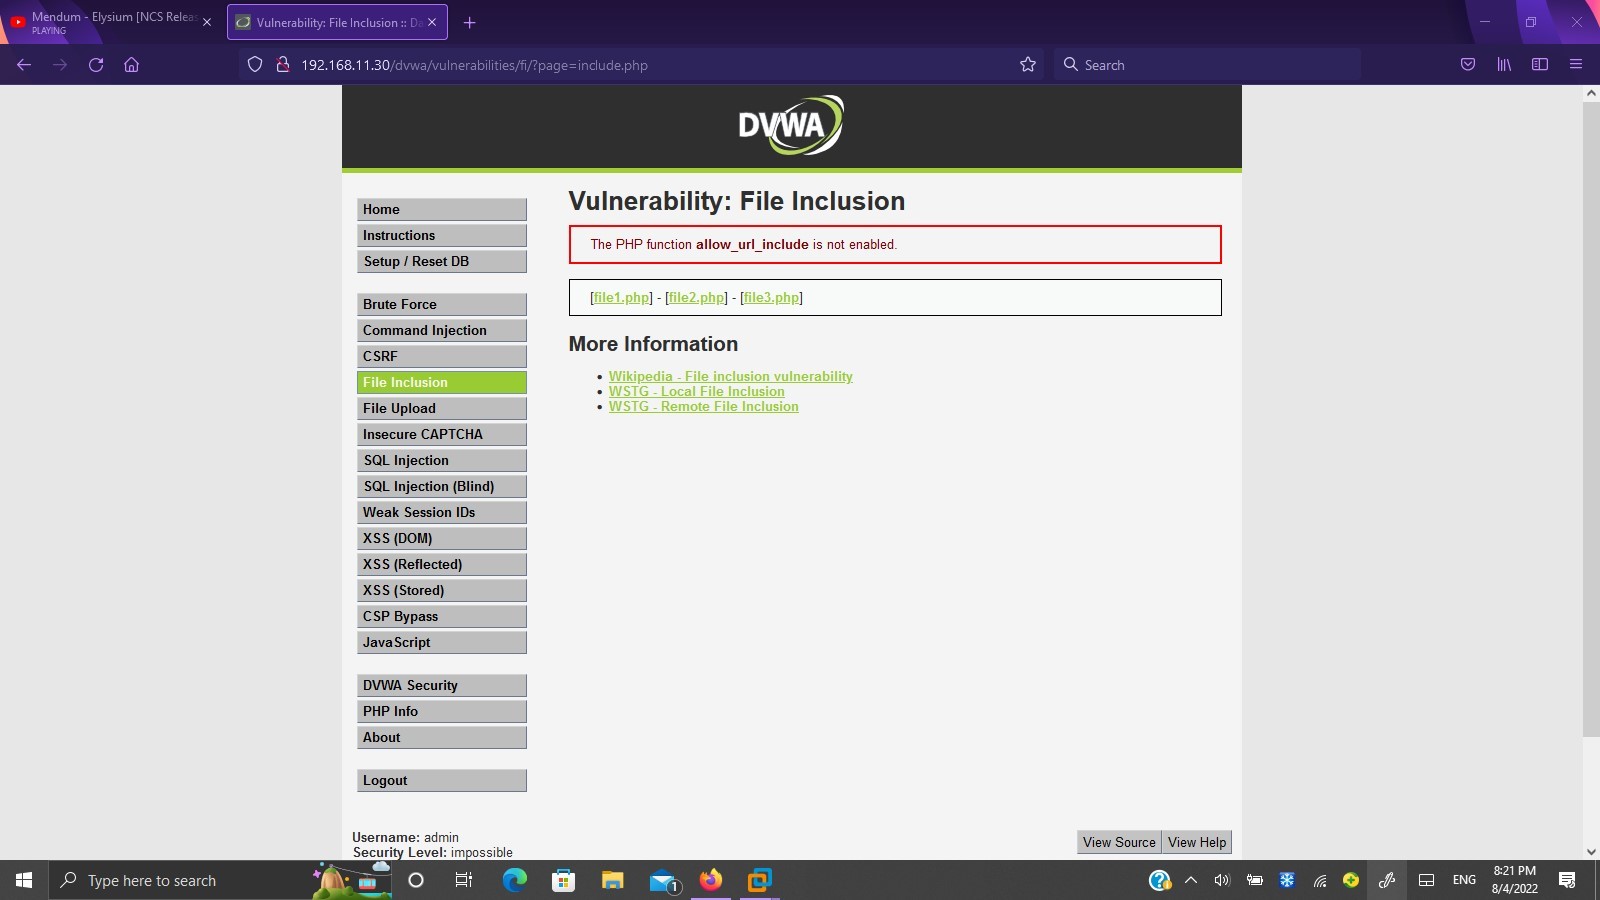 Mendum - Elysium [NCS Releas
PLAYING
Vulnerability: File Inclusion :: Da
192.168.11.30/dvwa/vulnerabilities/fi/?page=include.php
Search
DVWA
Home
Instructions
Setup / Reset DB
Brute Force
Command Injection
CSRF
File Inclusion
File Upload
Insecure CAPTCHA
SQL Injection
SQL Injection (Blind)
Weak Session IDs
XSS (DOM)
XSS (Reflected)
XSS (Stored)
CSP Bypass
JavaScript
DVWA Security
PHP Info
About
Logout
Vulnerability: File Inclusion
The PHP function allow_url_include is not enabled.
[file1.php] - [file2.php] - [file3.php]
More Information
• Wikipedia - File inclusion vulnerability
• WSTG - Local File Inclusion
• WSTG - Remote File Inclusion
Username: admin
Security Level: impossible
View Source
View Help
Type here to search
1
ENG
8:21 PM
8/4/2022